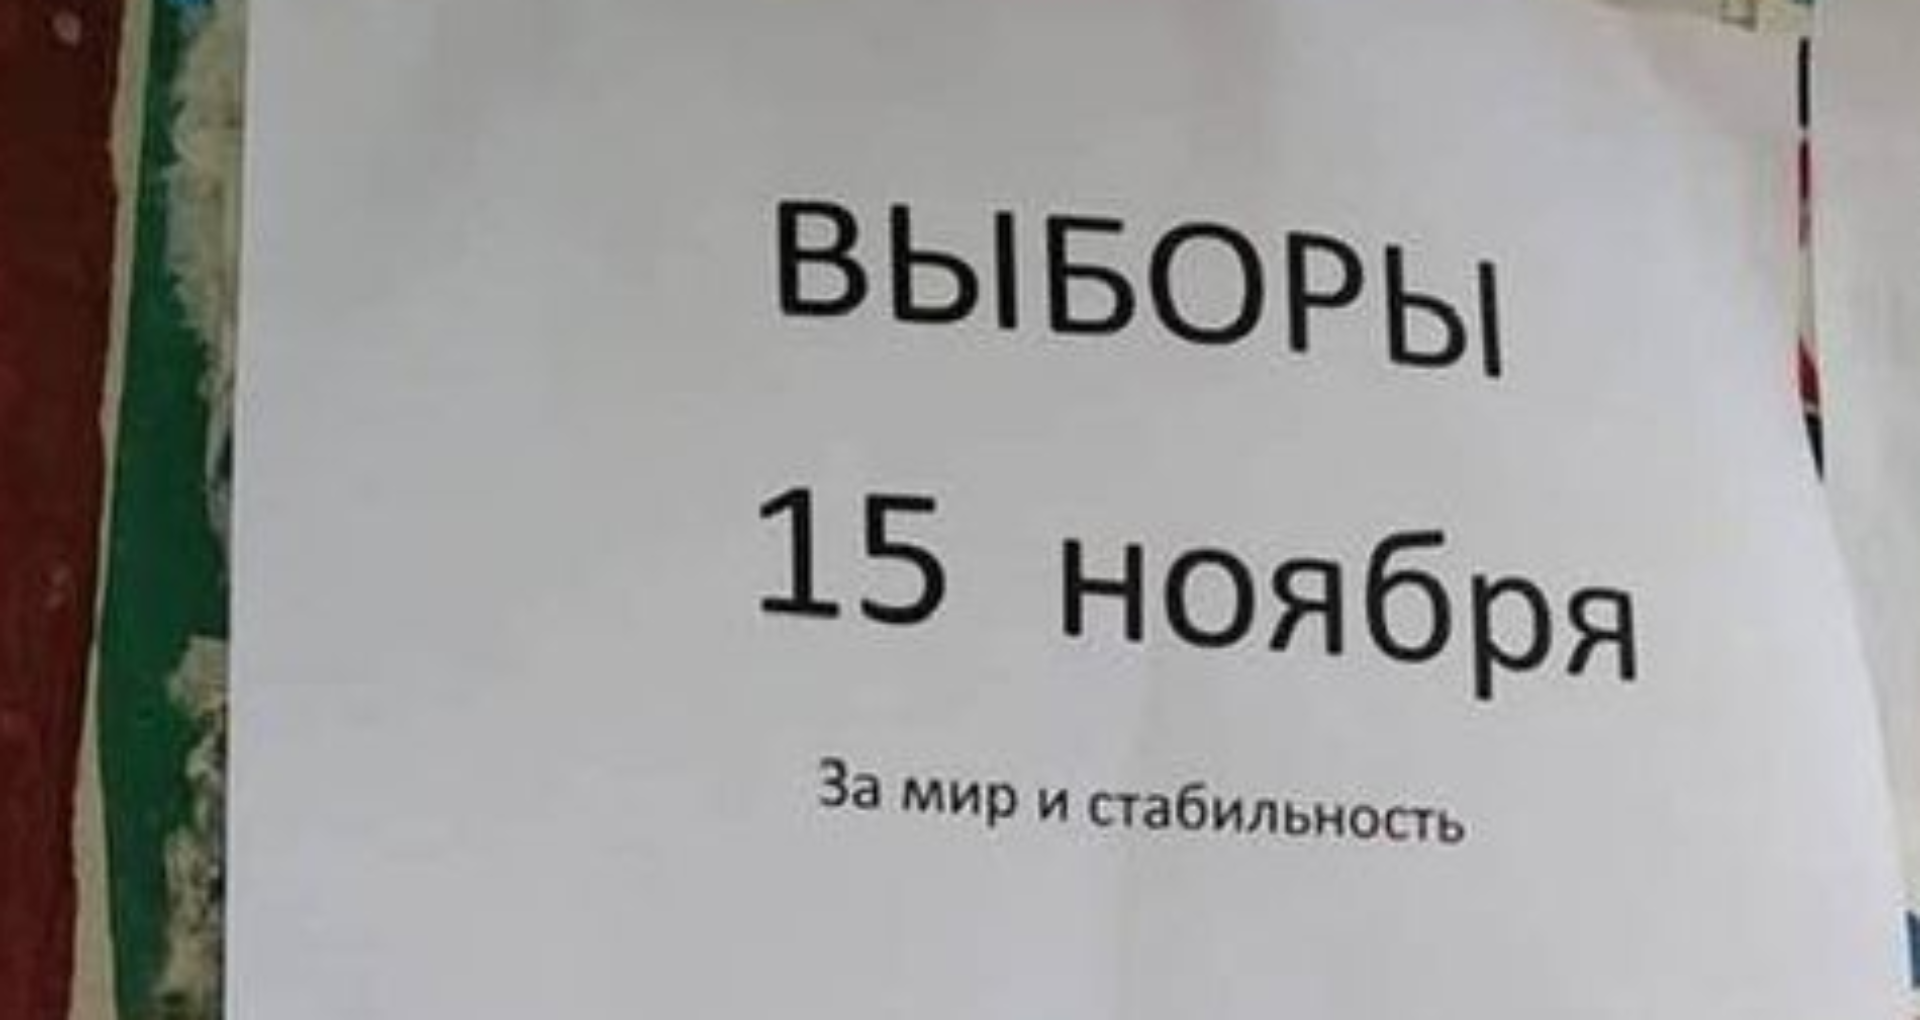 ВЫБОРЫ
15 ноября
За мир и стабильность